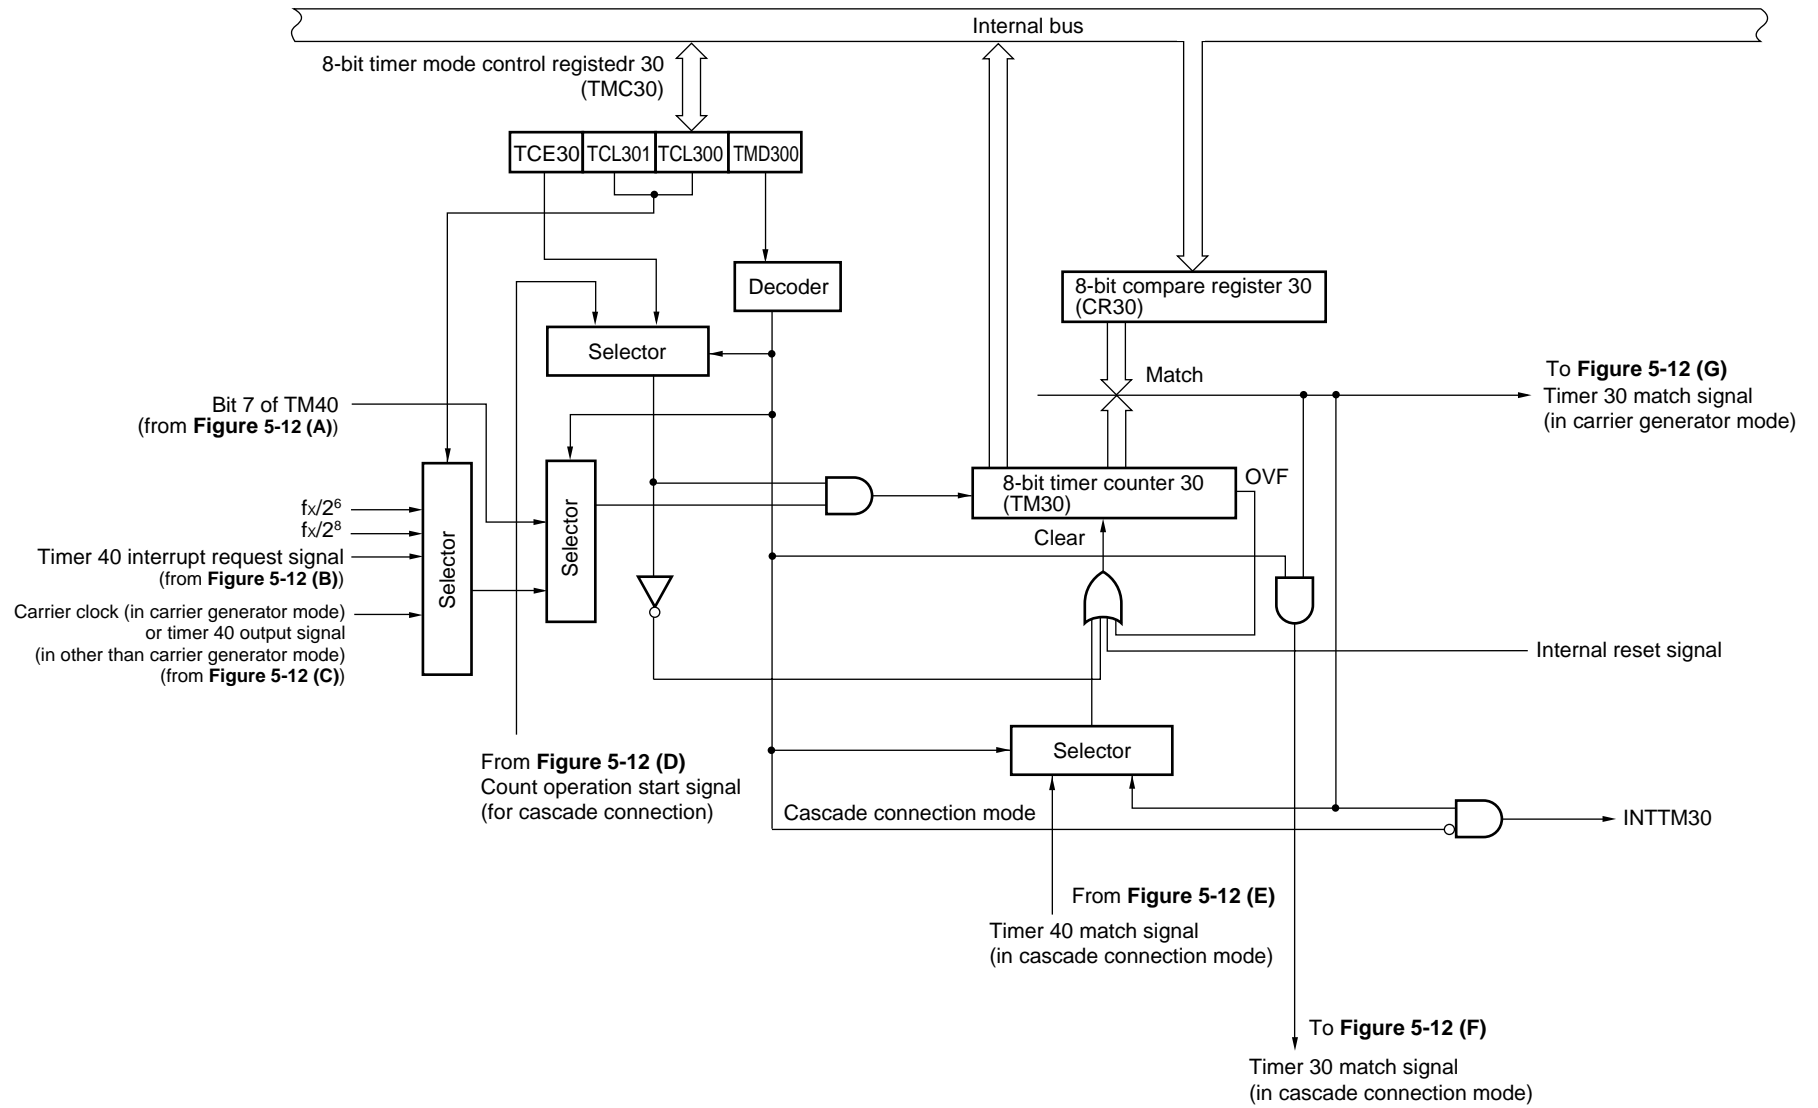 Internal bus
8-bit timer mode control registedr 30
(TMC30)
TCE30 TCL301 TCL300 TMD300
Decoder
8-bit compare register 30
(CR30)
Selector
Match
To Figure 5-12 (G)
Timer 30 match signal
(in carrier generator mode)
Bit 7 of TM40
(from Figure 5-12 (A))
8-bit timer counter 30
(TM30)
OVF
Clear
fX/2⁶
fX/2⁸
Timer 40 interrupt request signal
(from Figure 5-12 (B))
Carrier clock (in carrier generator mode)
or timer 40 output signal
(in other than carrier generator mode)
(from Figure 5-12 (C))
Selector
Selector
Internal reset signal
From Figure 5-12 (D)
Count operation start signal
(for cascade connection)
Selector
Cascade connection mode
INTTM30
From Figure 5-12 (E)
Timer 40 match signal
(in cascade connection mode)
To Figure 5-12 (F)
Timer 30 match signal
(in cascade connection mode)